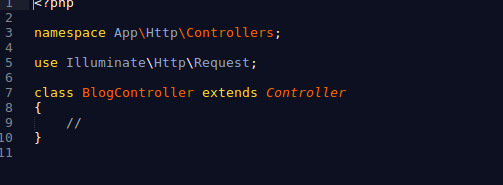 1 <?php
2
3 namespace App\Http\Controllers;
4
5 use Illuminate\Http\Request;
6
7 class BlogController extends Controller
8 {
9     //
10 }
11